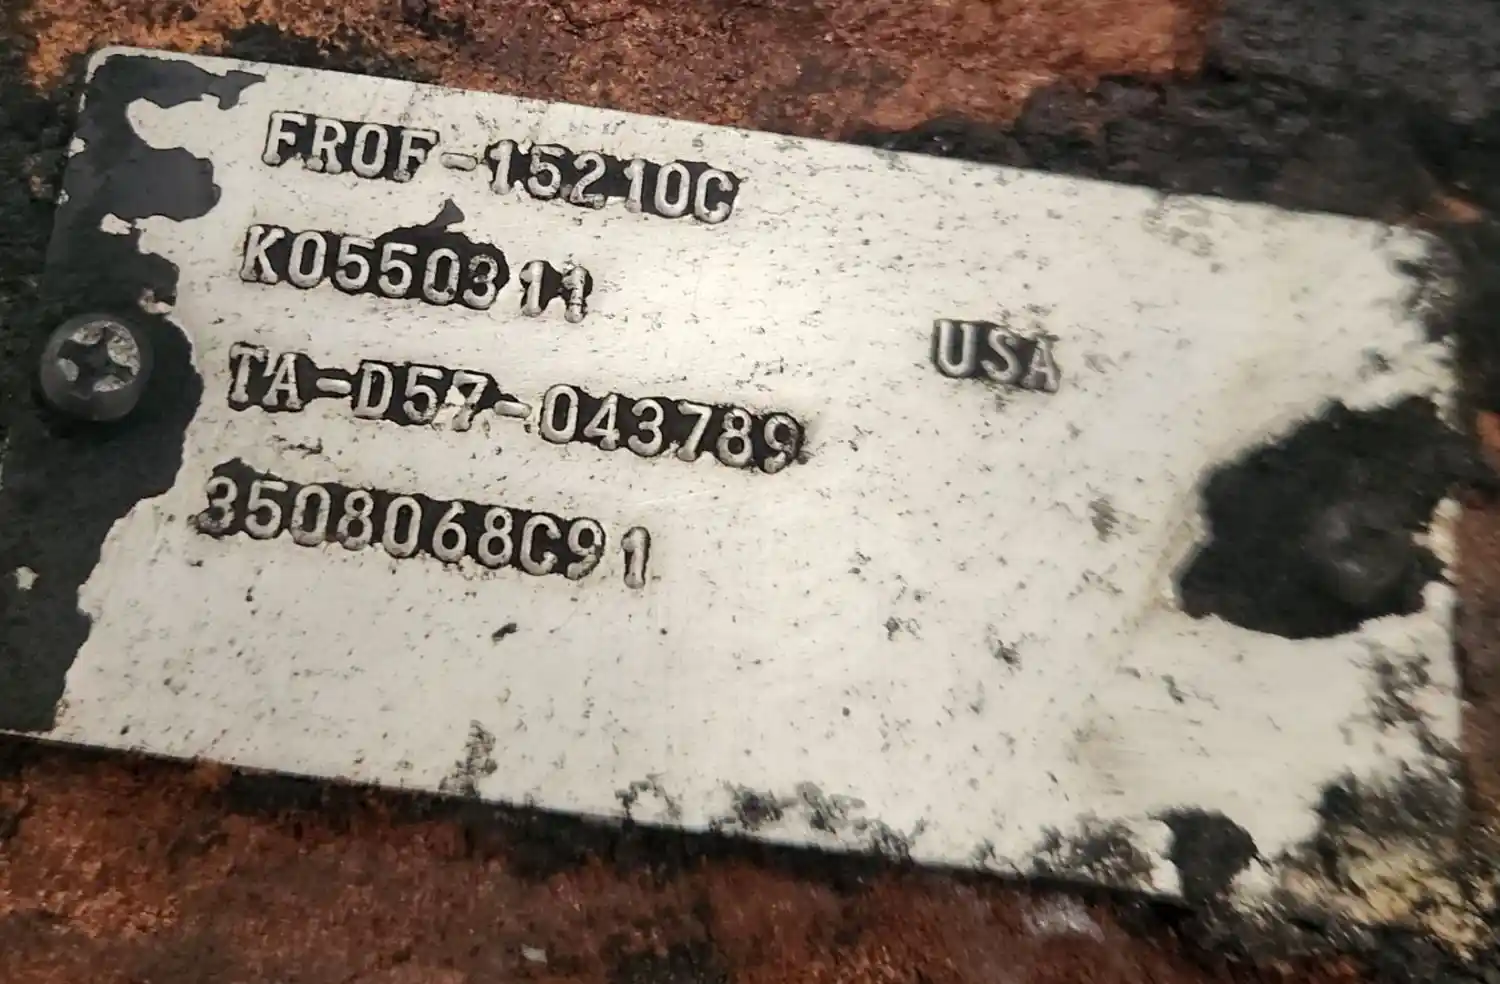 FROF-15210C
K0550311
USA
TA-D57-043789
3508068C91